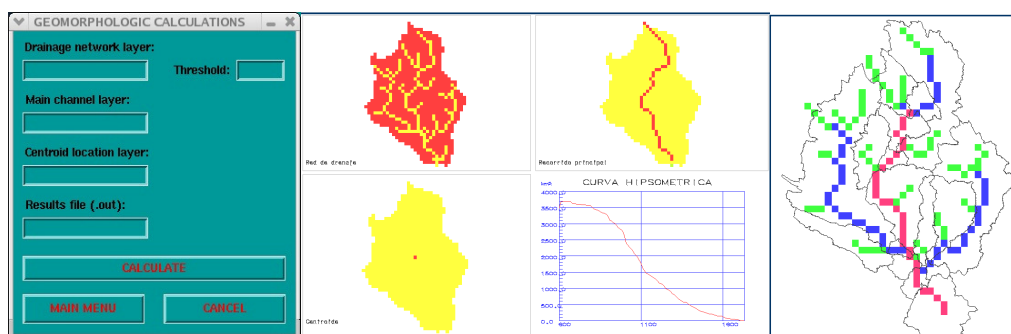 GEOMORPHOLOGIC CALCULATIONS
Drainage network layer:
Threshold:
Main channel layer:
Centroid location layer:
Results file (.out):
CALCULATE
MAIN MENU CANCEL
Red de drenaje
Recorrido principal
Centroide
CURVA HIPSOMETRICA
km2
4000
3500
3000
2500
2000
1500
1000
500.0
0.0
600 1100 1600